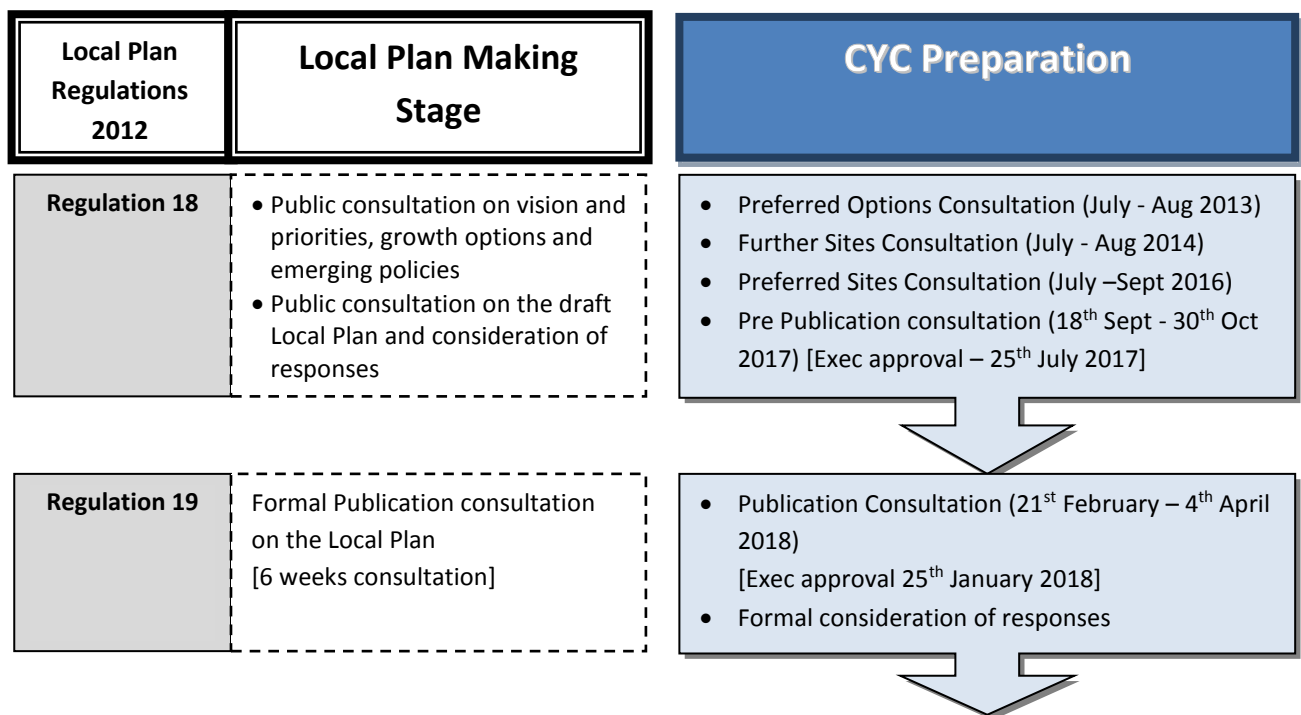 Local Plan
Regulations
2012
Local Plan Making
Stage
CYC Preparation
Regulation 18
• Public consultation on vision and
priorities, growth options and
emerging policies
• Public consultation on the draft
Local Plan and consideration of
responses
• Preferred Options Consultation (July - Aug 2013)
• Further Sites Consultation (July - Aug 2014)
• Preferred Sites Consultation (July –Sept 2016)
• Pre Publication consultation (18th Sept - 30th Oct
2017) [Exec approval – 25th July 2017]
Regulation 19
Formal Publication consultation
on the Local Plan
[6 weeks consultation]
• Publication Consultation (21st February – 4th April
2018)
[Exec approval 25th January 2018]
• Formal consideration of responses